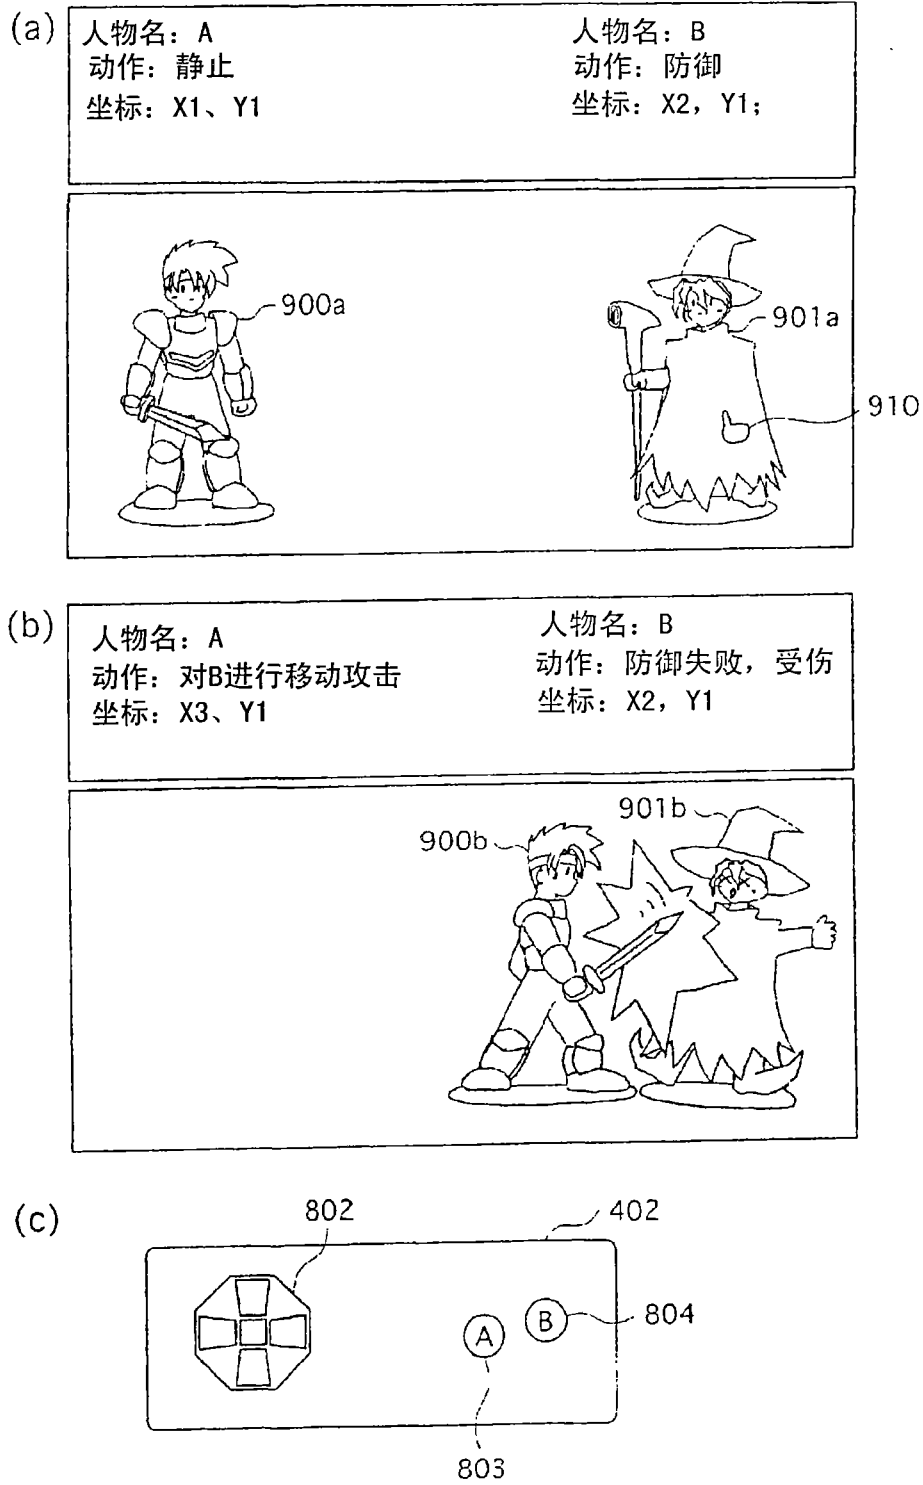 (a)
人物名：A
动作：静止
坐标：X1、Y1
人物名：B
动作：防御
坐标：X2，Y1；
900a
901a
910
(b)
人物名：A
动作：对B进行移动攻击
坐标：X3、Y1
人物名：B
动作：防御失败，受伤
坐标：X2，Y1
900b
901b
(c)
802
402
A
B
804
803